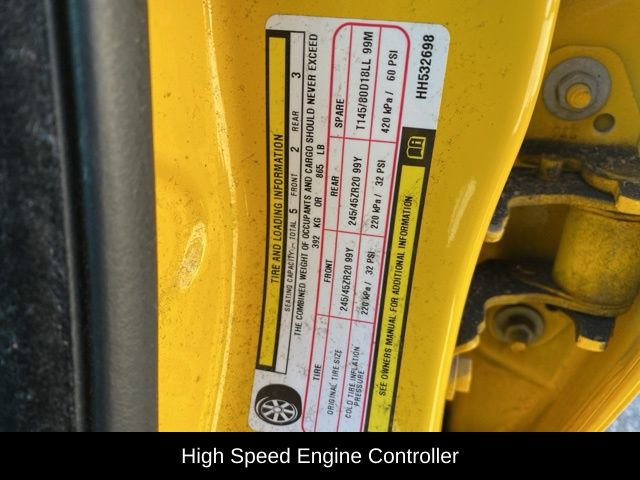 TIRE AND LOADING INFORMATION
SEATING CAPACITY - TOTAL 5 FRONT 2 REAR 3
THE COMBINED WEIGHT OF OCCUPANTS AND CARGO SHOULD NEVER EXCEED
392 KG OR 865 LB
TIRE FRONT REAR SPARE
ORIGINAL TIRE SIZE 245/45ZR20 99Y 245/45ZR20 99Y T145/80D18LL 99M
COLD TIRE INFLATION PRESSURE 220 kPa / 32 PSI 220 kPa / 32 PSI 420 kPa / 60 PSI
SEE OWNERS MANUAL FOR ADDITIONAL INFORMATION
HH532698
High Speed Engine Controller